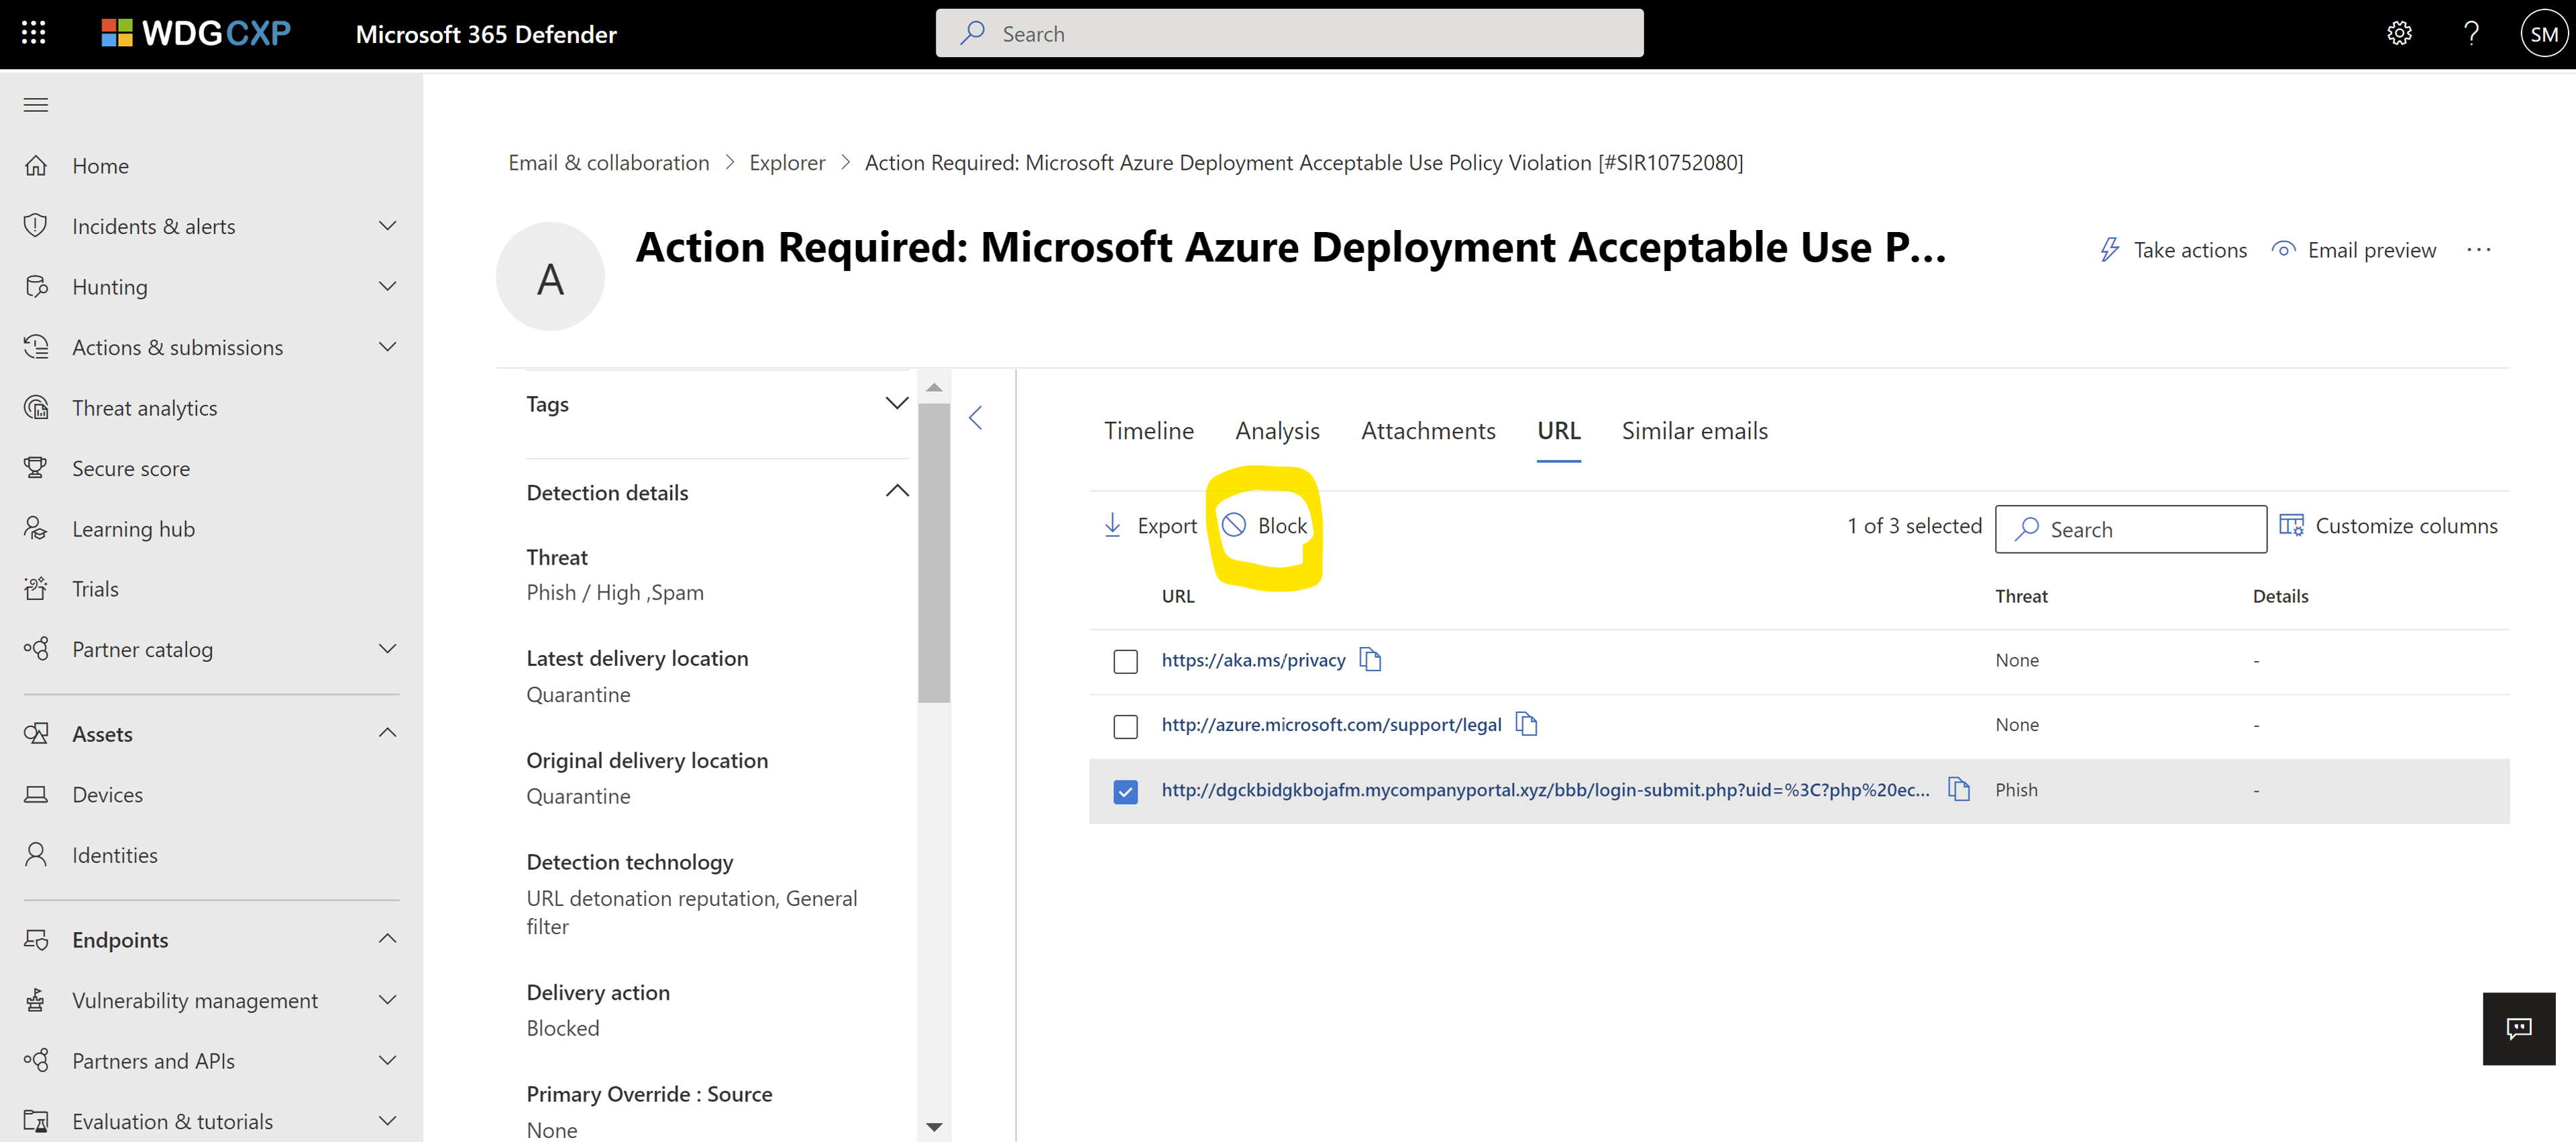 WDGCXP
Microsoft 365 Defender
Search
?
SM
Home
Incidents & alerts
Hunting
Actions & submissions
Threat analytics
Secure score
Learning hub
Trials
Partner catalog
Assets
Devices
Identities
Endpoints
Vulnerability management
Partners and APIs
Evaluation & tutorials
Email & collaboration > Explorer > Action Required: Microsoft Azure Deployment Acceptable Use Policy Violation [#SIR10752080]
A
Action Required: Microsoft Azure Deployment Acceptable Use P...
Take actions
Email preview
...
Tags
Detection details
Threat
Phish / High ,Spam
Latest delivery location
Quarantine
Original delivery location
Quarantine
Detection technology
URL detonation reputation, General
filter
Delivery action
Blocked
Primary Override : Source
None
Timeline Analysis Attachments URL Similar emails
Export Block 1 of 3 selected Search Customize columns
URL Threat Details
https://aka.ms/privacy None -
http://azure.microsoft.com/support/legal None -
http://dgckbidgkbojafm.mycompanyportal.xyz/bbb/login-submit.php?uid=%3C?php%20ec... Phish -